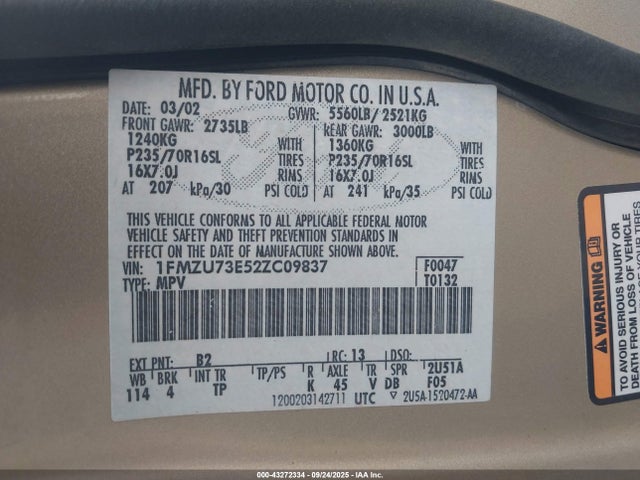 MFD. BY FORD MOTOR CO. IN U.S.A.
DATE: 03/02 GVWR: 5560LB/2521KG
FRONT GAWR: 2735LB REAR GAWR: 3000LB
1240KG WITH 1360KG WITH
P235/70R16SL TIRES P235/70R16SL TIRES
16X7.0J RIMS 16X7.0J RIMS
AT 207 kPa/30 PSI COLD AT 241 kPa/35 PSI COLD
THIS VEHICLE CONFORMS TO ALL APPLICABLE FEDERAL MOTOR
VEHICLE SAFETY AND THEFT PREVENTION STANDARDS IN
EFFECT ON THE DATE OF MANUFACTURE SHOWN ABOVE.
VIN: 1FMZU73E52ZC09837 F0047
TYPE: MPV T0132
EXT PNT: B2 RC: 13 DSO:
WB BRK INT TR TP/PS R AXLE TR SPR 2U51A
114 4 TP K 45 V DB F05
1200203142711 UTC ▽ 2U5A-1520472-AA
WARNING
TO AVOID SERIOUS INJURY OR
DEATH FROM LOSS OF VEHICLE
000-43272334 - 09/24/2025 - IAA Inc.